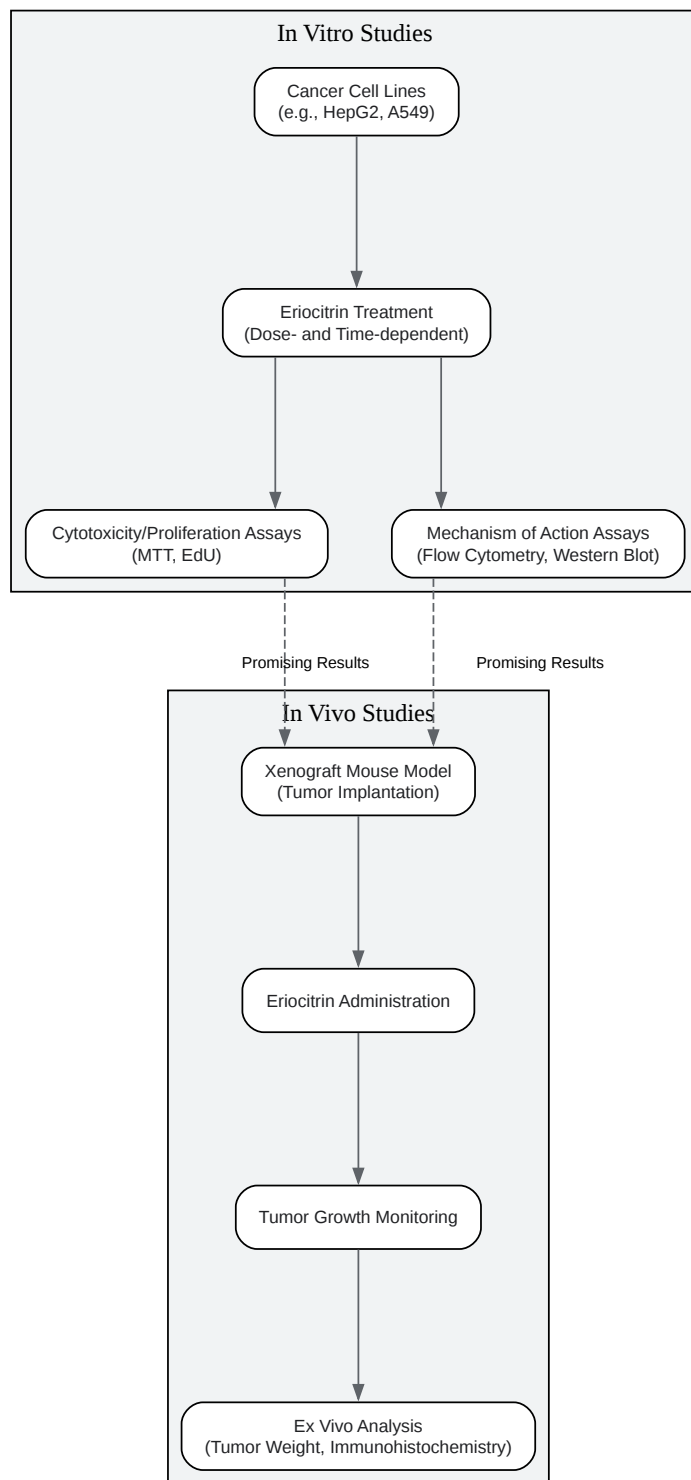 In Vitro Studies
Cancer Cell Lines
(e.g., HepG2, A549)
Eriocitrin Treatment
(Dose- and Time-dependent)
Cytotoxicity/Proliferation Assays
(MTT, EdU)
Mechanism of Action Assays
(Flow Cytometry, Western Blot)
Promising Results
Promising Results
In Vivo Studies
Xenograft Mouse Model
(Tumor Implantation)
Eriocitrin Administration
Tumor Growth Monitoring
Ex Vivo Analysis
(Tumor Weight, Immunohistochemistry)